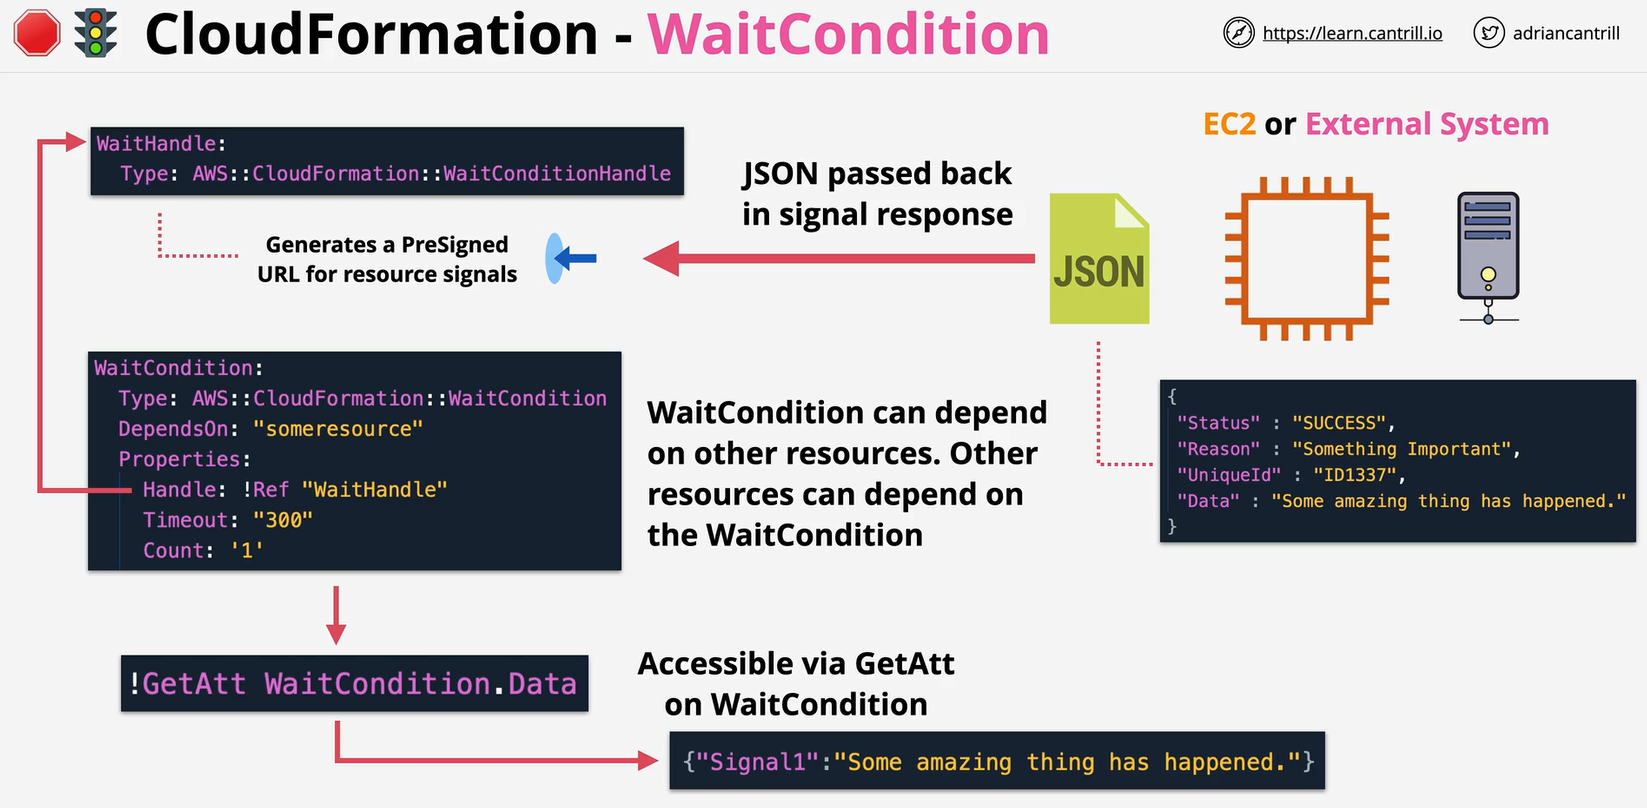 CloudFormation - WaitCondition
https://learn.cantrill.io
adriancantrill
WaitHandle:
  Type: AWS::CloudFormation::WaitConditionHandle
Generates a PreSigned
URL for resource signals
JSON passed back
in signal response
JSON
EC2 or External System
WaitCondition:
  Type: AWS::CloudFormation::WaitCondition
  DependsOn: "someresource"
  Properties:
    Handle: !Ref "WaitHandle"
    Timeout: "300"
    Count: '1'
WaitCondition can depend
on other resources. Other
resources can depend on
the WaitCondition
{
"Status" : "SUCCESS",
"Reason" : "Something Important",
"UniqueId" : "ID1337",
"Data" : "Some amazing thing has happened."
}
!GetAtt WaitCondition.Data
Accessible via GetAtt
on WaitCondition
{"Signal1":"Some amazing thing has happened."}